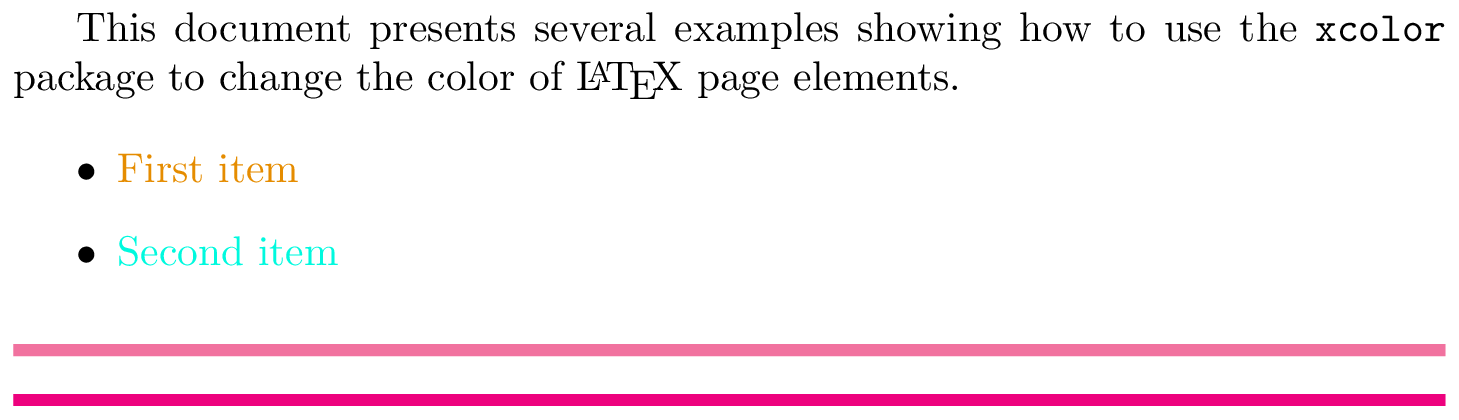 This document presents several examples showing how to use the xcolor
package to change the color of LATEX page elements.
• First item
• Second item